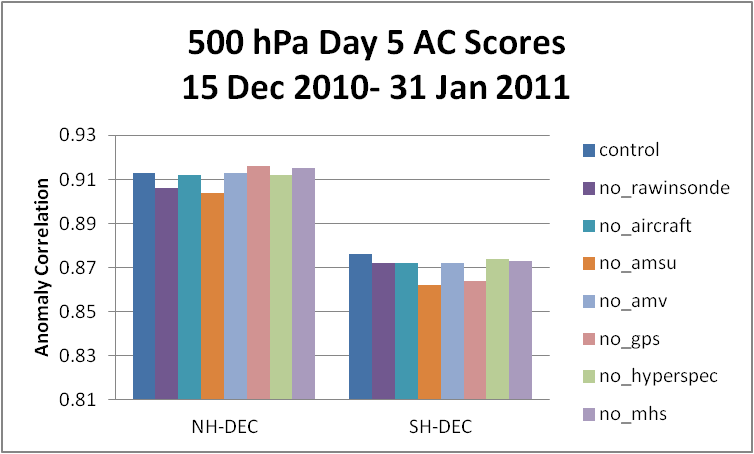 500 hPa Day 5 AC Scores
15 Dec 2010- 31 Jan 2011
Anomaly Correlation
0.93
0.91
0.89
0.87
0.85
0.83
0.81
NH-DEC
SH-DEC
control
no_rawinsonde
no_aircraft
no_amsu
no_amv
no_gps
no_hyperspec
no_mhs